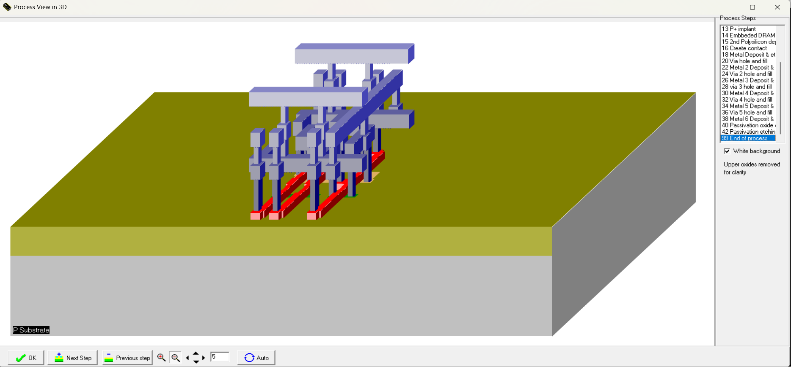 Process View in 3D
Process Steps
13 P+ implant
14 Embbeded DRAM
15 2nd Polysilicon dep
16 Create contact
18 Metal Deposit & et
20 Via hole and fill
22 Metal 2 Deposit &
24 Via 2 hole and fill
26 Metal 3 Deposit &
28 via 3 hole and fill
30 Metal 4 Deposit &
32 Via 4 hole and fill
34 Metal 5 Deposit &
36 Via 5 hole and fill
38 Metal 6 Deposit &
40 Passivation oxide
42 Passivation etchin
99 End of process
White background
Upper oxides removed
for clarity
P Substrate
OK
Next Step
Previous step
5
Auto